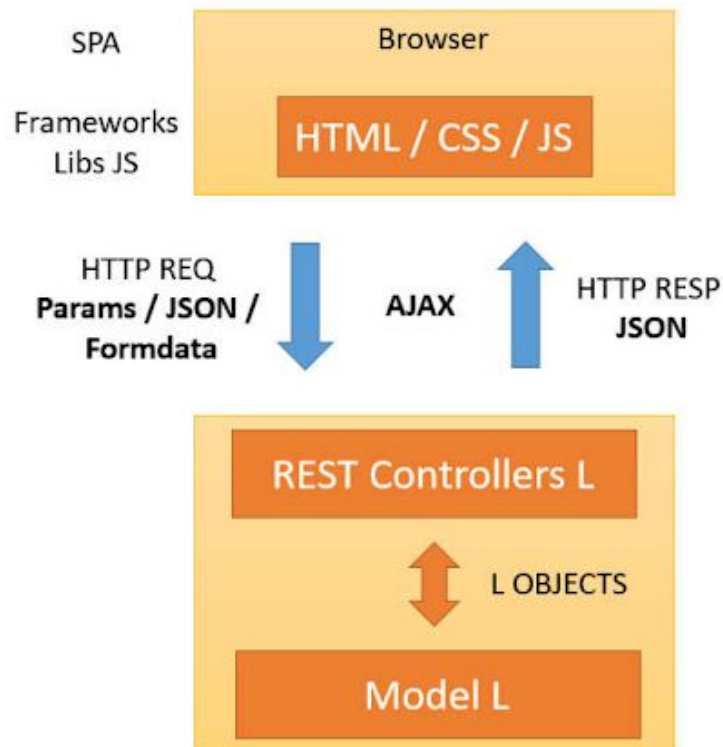 SPA
Browser
Frameworks
Libs JS
HTML / CSS / JS
HTTP REQ
Params / JSON /
Formdata
AJAX
HTTP RESP
JSON
REST Controllers L
L OBJECTS
Model L